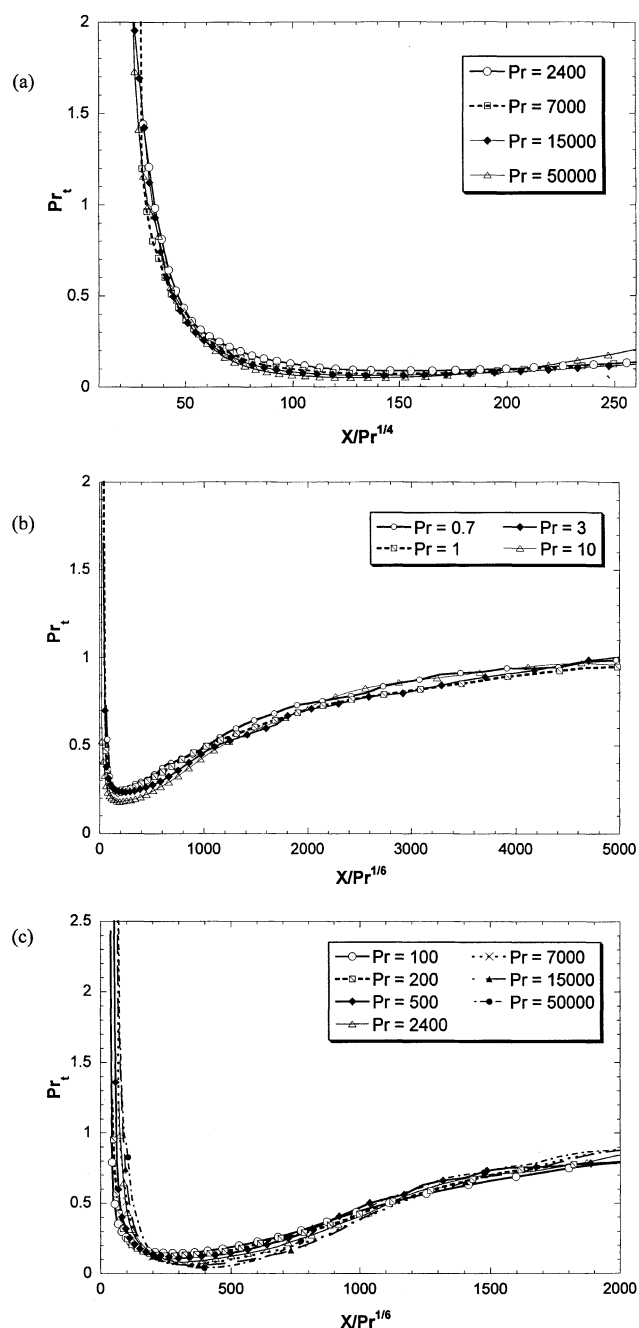 (a)
2
1.5
1
0.5
0
Pr_t
Pr = 2400
Pr = 7000
Pr = 15000
Pr = 50000
50 100 150 200 250
X/Pr^1/4
(b)
2
1.5
1
0.5
0
Pr_t
Pr = 0.7 Pr = 3
Pr = 1 Pr = 10
0 1000 2000 3000 4000 5000
X/Pr^1/6
(c)
2.5
2
1.5
1
0.5
0
Pr_t
Pr = 100 Pr = 7000
Pr = 200 Pr = 15000
Pr = 500 Pr = 50000
Pr = 2400
0 500 1000 1500 2000
X/Pr^1/6